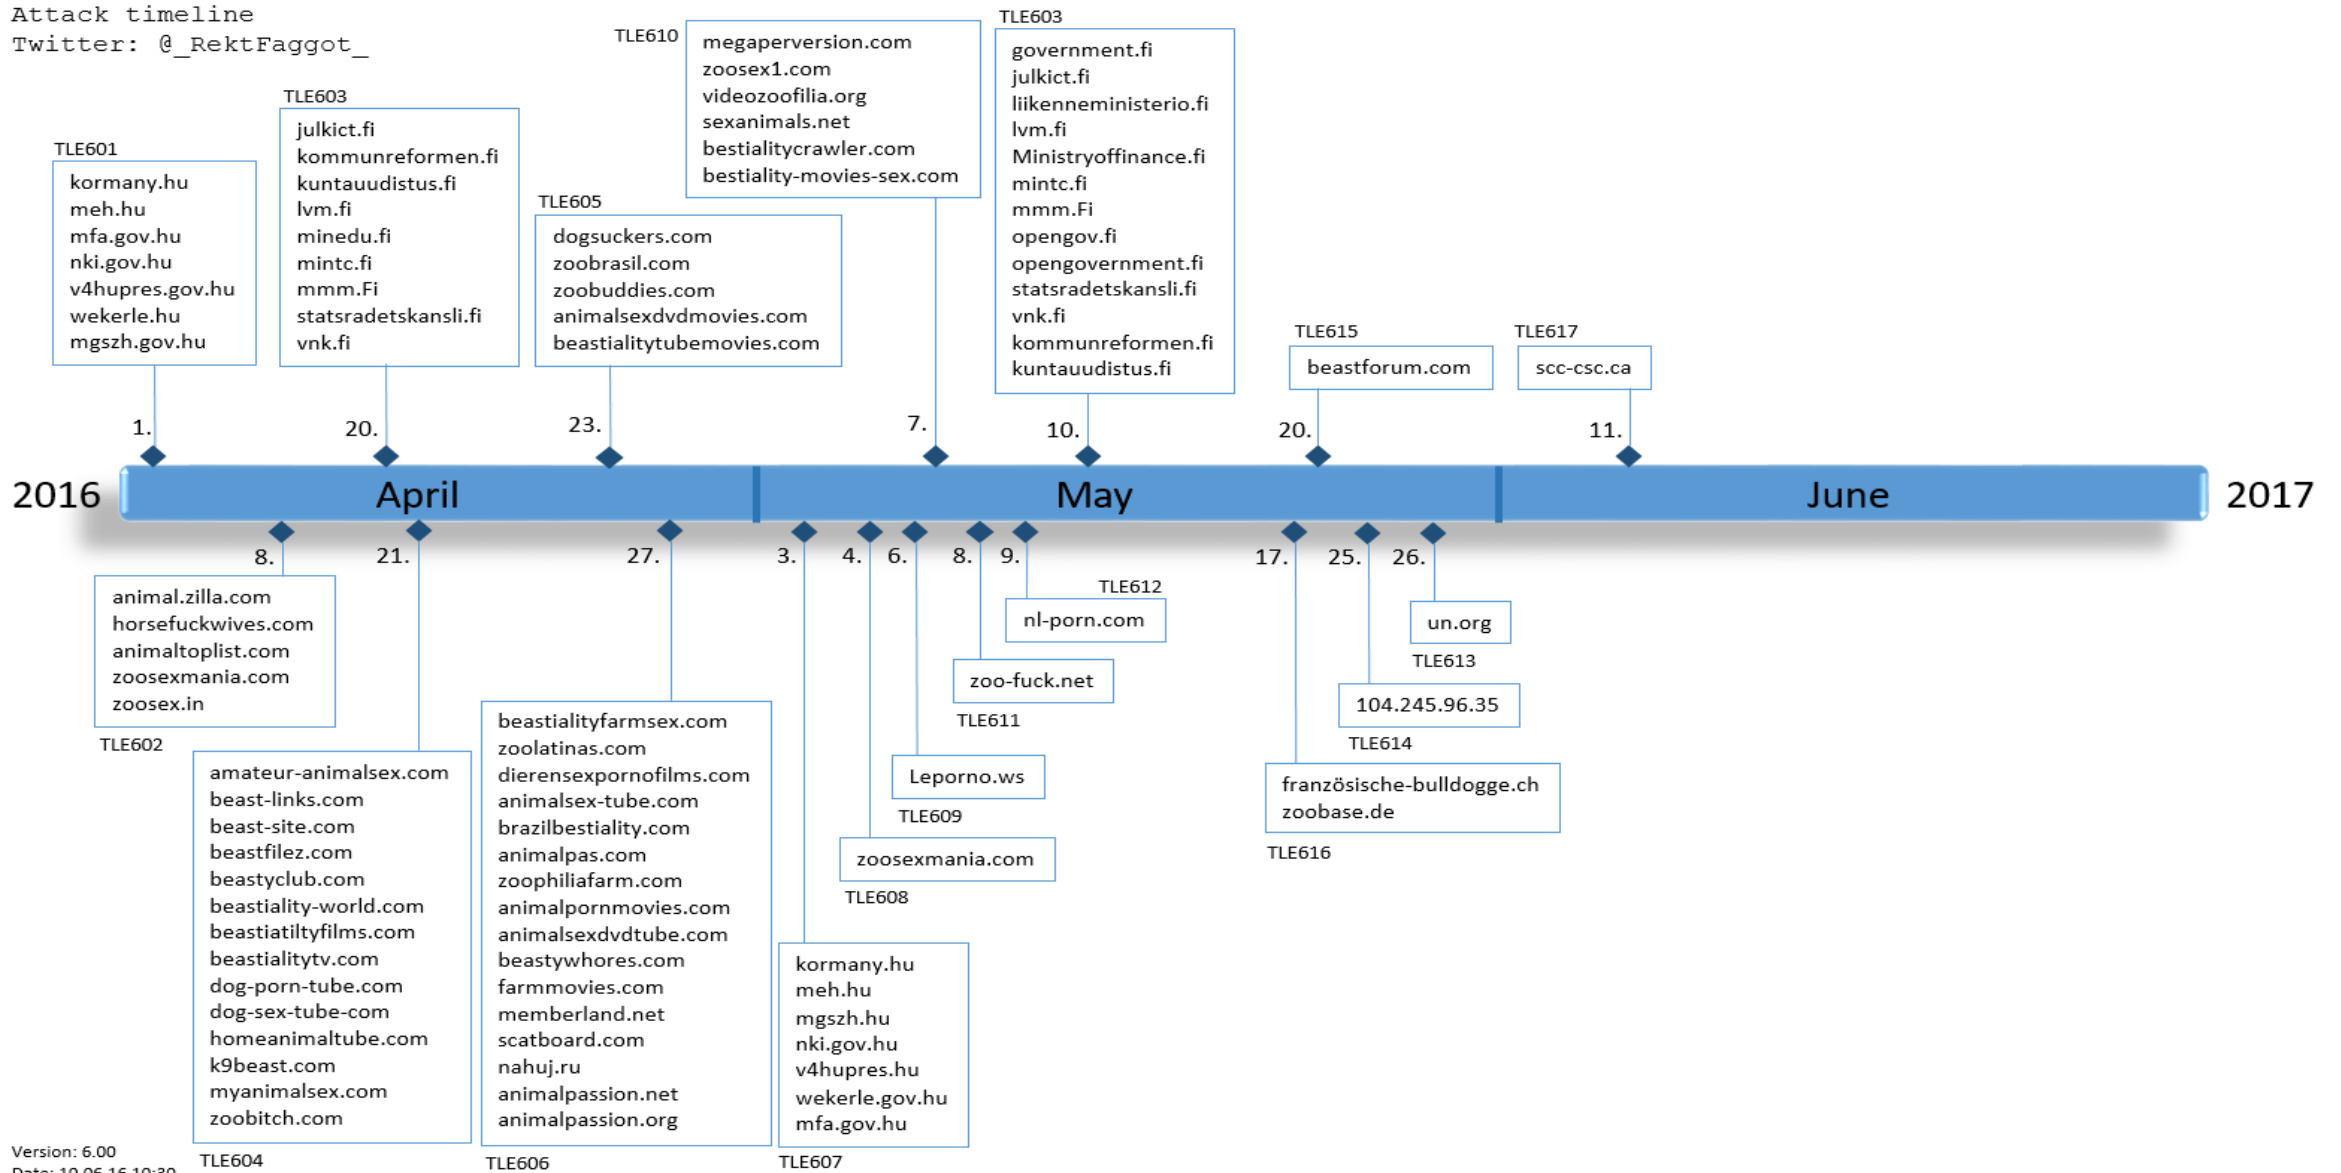 Attack timeline
Twitter: @_RektFaggot_
TLE601
kormany.hu
meh.hu
mfa.gov.hu
nki.gov.hu
v4hupres.gov.hu
wekerle.hu
mgszh.gov.hu
1.
TLE603
julkict.fi
kommunreformen.fi
kuntauudistus.fi
lvm.fi
minedu.fi
mintc.fi
mmm.Fi
statsradetskansli.fi
vnk.fi
20.
TLE605
dogsuckers.com
zoobrasil.com
zoobuddies.com
animalsexdvdmovies.com
beastialitytubemovies.com
23.
TLE610
megaperversion.com
zoosex1.com
videozoofilia.org
sexanimals.net
bestialitycrawler.com
bestiality-movies-sex.com
7.
TLE603
government.fi
julkict.fi
liikenneministerio.fi
lvm.fi
Ministryoffinance.fi
mintc.fi
mmm.Fi
opengov.fi
opengovernment.fi
statsradetskansli.fi
vnk.fi
kommunreformen.fi
kuntauudistus.fi
10.
TLE615
beastforum.com
20.
TLE617
scc-csc.ca
11.
2016
April
May
June
2017
8.
animal.zilla.com
horsefuckwives.com
animaltoplist.com
zoosexmania.com
zoosex.in
TLE602
21.
amateur-animalsex.com
beast-links.com
beast-site.com
beastfilez.com
beastyclub.com
beastiality-world.com
beastiatiltyfilms.com
beastialitytv.com
dog-porn-tube.com
dog-sex-tube-com
homeanimaltube.com
k9beast.com
myanimalsex.com
zoobitch.com
TLE604
27.
beastialityfarmsex.com
zoolatinas.com
dierensexpornofilms.com
animalsex-tube.com
brazilbestiality.com
animalpas.com
zoophiliafarm.com
animalpornmovies.com
animalsexdvdtube.com
beastywhores.com
farmmovies.com
memberland.net
scatboard.com
nahuj.ru
animalpassion.net
animalpassion.org
TLE606
3.
kormany.hu
meh.hu
mgszh.hu
nki.gov.hu
v4hupres.hu
wekerle.gov.hu
mfa.gov.hu
TLE607
4.
zoosexmania.com
TLE608
6.
Leporno.ws
TLE609
8.
zoo-fuck.net
TLE611
9.
TLE612
nl-porn.com
17.
französische-bulldogge.ch
zoobase.de
TLE616
25.
104.245.96.35
TLE614
26.
un.org
TLE613
Version: 6.00
Date: 10.06.16 10:30